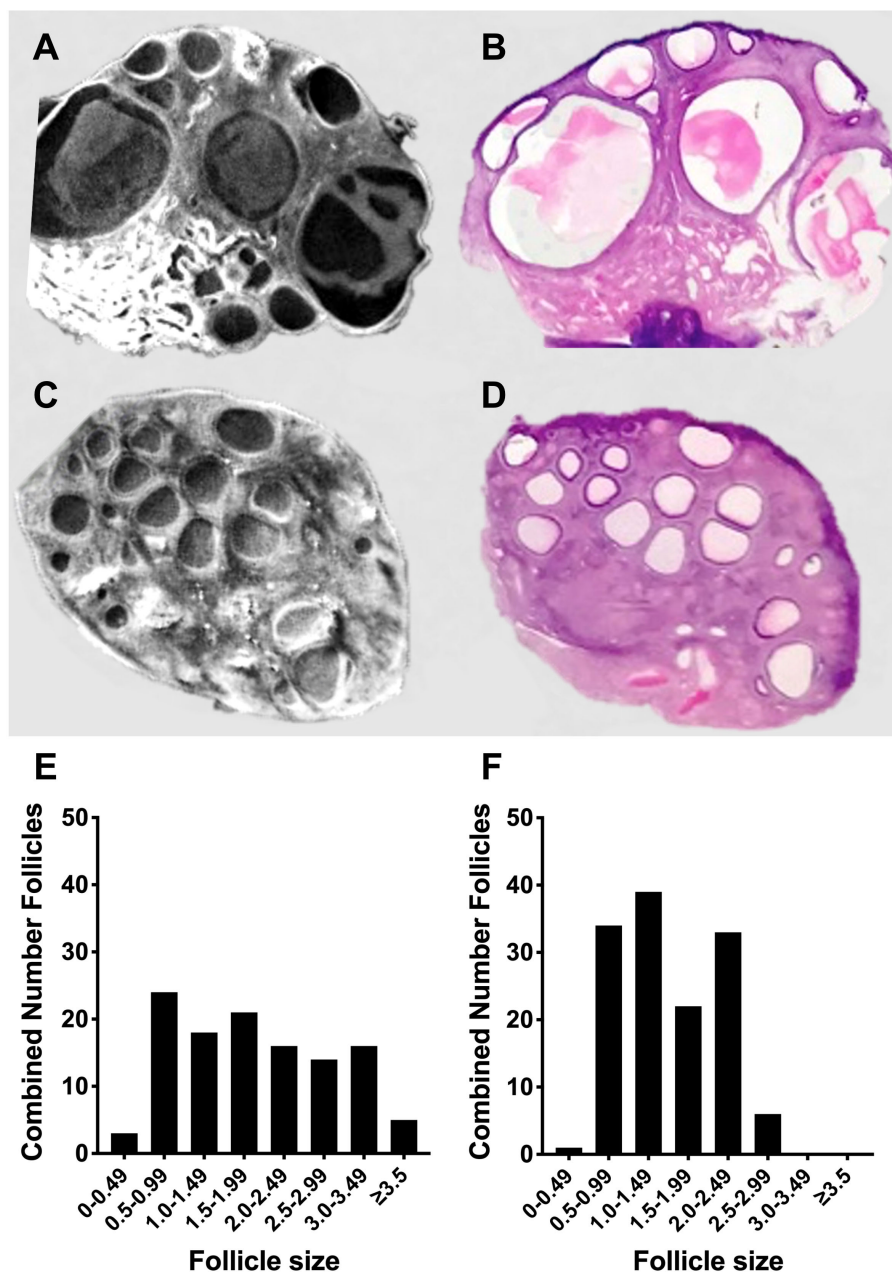 A
B
C
D
E
Combined Number Follicles
50
40
30
20
10
0
0-0.49
0.5-0.99
1.0-1.49
1.5-1.99
2.0-2.49
2.5-2.99
3.0-3.49
≥3.5
Follicle size
F
Combined Number Follicles
50
40
30
20
10
0
0-0.49
0.5-0.99
1.0-1.49
1.5-1.99
2.0-2.49
2.5-2.99
3.0-3.49
≥3.5
Follicle size